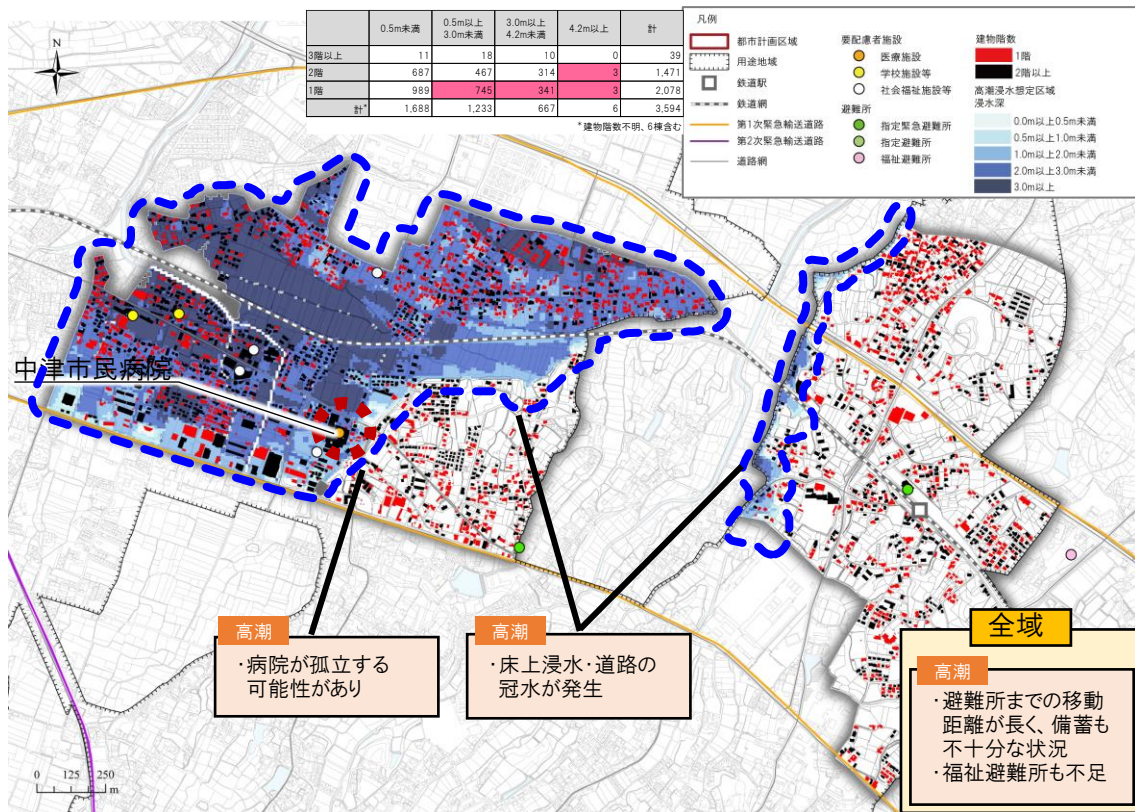 0.5m未満 0.5m以上 3.0m未満 3.0m以上 4.2m未満 4.2m以上 計
3階以上 11 18 10 0 39
2階 687 467 314 3 1,471
1階 989 745 341 3 2,078
計* 1,688 1,233 667 6 3,594
*建物階数不明、6棟含む
凡例
都市計画区域
用途地域
鉄道駅
鉄道網
第1次緊急輸送道路
第2次緊急輸送道路
道路網
要配慮者施設
医療施設
学校施設等
社会福祉施設等
避難所
指定緊急避難所
指定避難所
福祉避難所
建物階数
1階
2階以上
高潮浸水想定区域
浸水深
0.0m以上0.5m未満
0.5m以上1.0m未満
1.0m以上2.0m未満
2.0m以上3.0m未満
3.0m以上
N
中津市民病院
高潮
・病院が孤立する
可能性があり
高潮
・床上浸水・道路の
冠水が発生
全域
高潮
・避難所までの移動
距離が長く、備蓄も
不十分な状況
・福祉避難所も不足
0 125 250
m